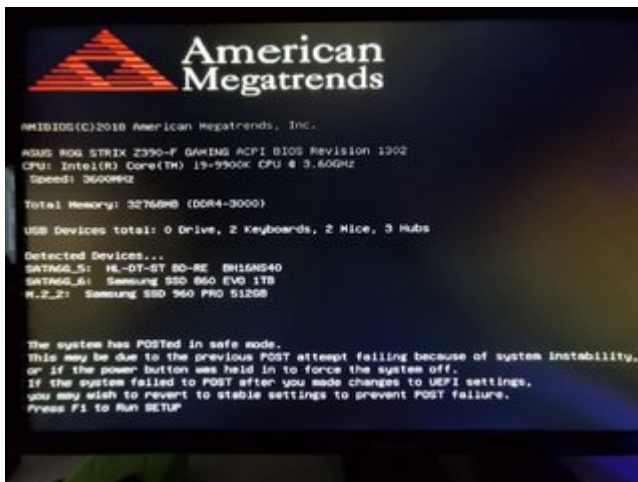 American
Megatrends
AMIBIOS(C)2018 American Megatrends, Inc.
ASUS ROG STRIX Z390-F GAMING ACPI BIOS Revision 1302
CPU: Intel(R) Core(TM) i9-9900K CPU @ 3.60GHz
Speed: 3600MHz
Total Memory: 32768MB (DDR4-3000)
USB Devices total: 0 Drive, 2 Keyboards, 2 Mice, 3 Hubs
Detected Devices...
SATA6G_5: HL-DT-ST BD-RE BH16NS40
SATA6G_6: Samsung SSD 860 EVO 1TB
M.2_2: Samsung SSD 960 PRO 512GB
The system has POSTed in safe mode.
This may be due to the previous POST attempt failing because of system instability,
or if the power button was held in to force the system off.
If the system failed to POST after you made changes to UEFI settings,
you may wish to revert to stable settings to prevent POST failure.
Press F1 to Run SETUP